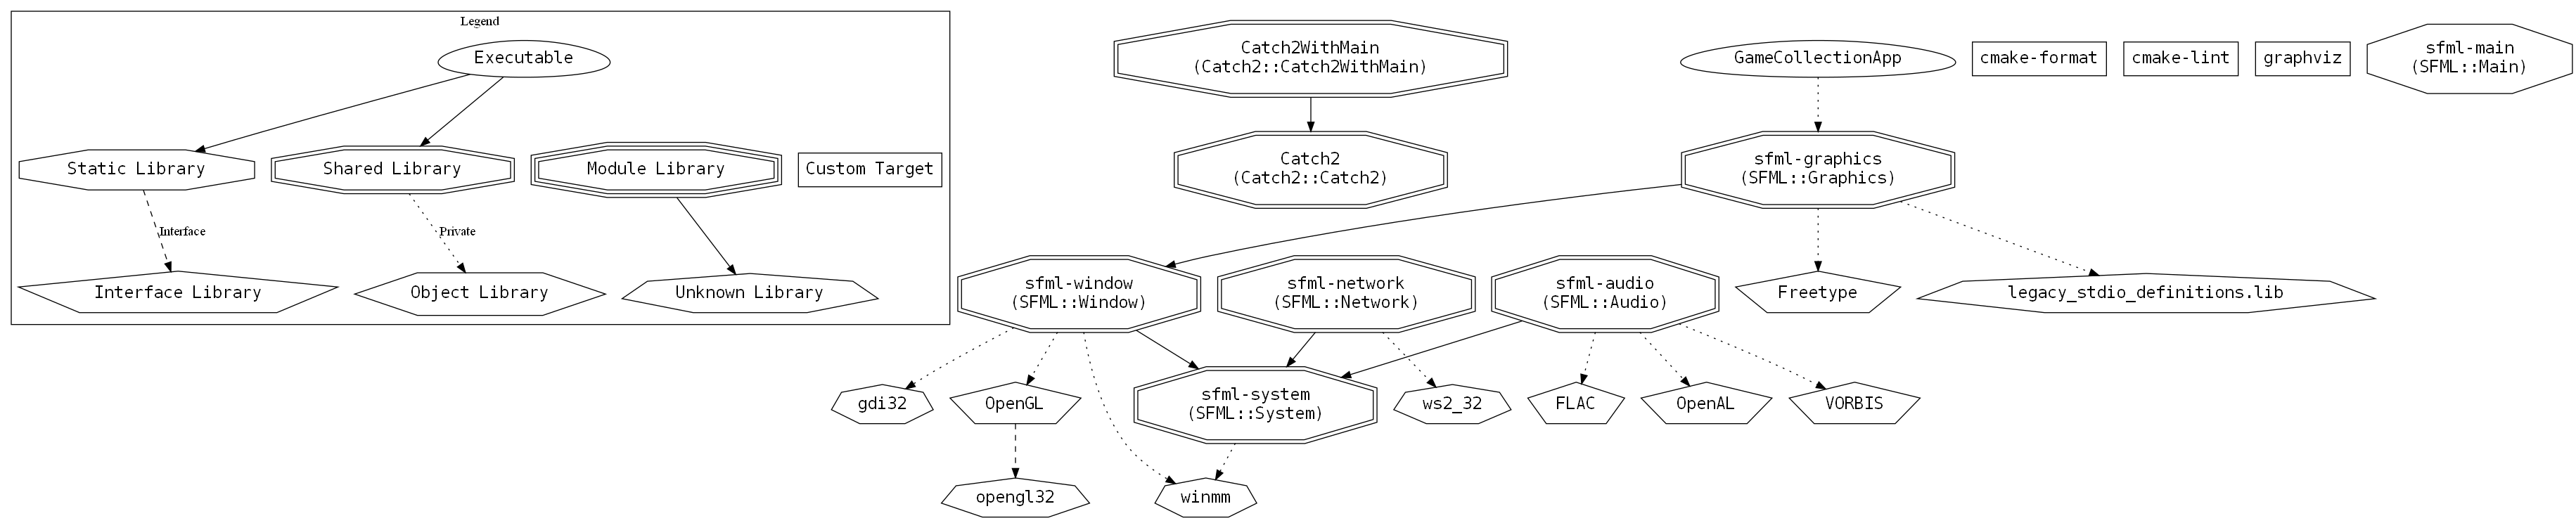 Legend
Executable
Static Library
Shared Library
Module Library
Custom Target
Interface
Private
Interface Library
Object Library
Unknown Library
Catch2WithMain
(Catch2::Catch2WithMain)
GameCollectionApp
cmake-format
cmake-lint
graphviz
sfml-main
(SFML::Main)
Catch2
(Catch2::Catch2)
sfml-graphics
(SFML::Graphics)
sfml-window
(SFML::Window)
sfml-network
(SFML::Network)
sfml-audio
(SFML::Audio)
Freetype
legacy_stdio_definitions.lib
gdi32
OpenGL
sfml-system
(SFML::System)
ws2_32
FLAC
OpenAL
VORBIS
opengl32
winmm